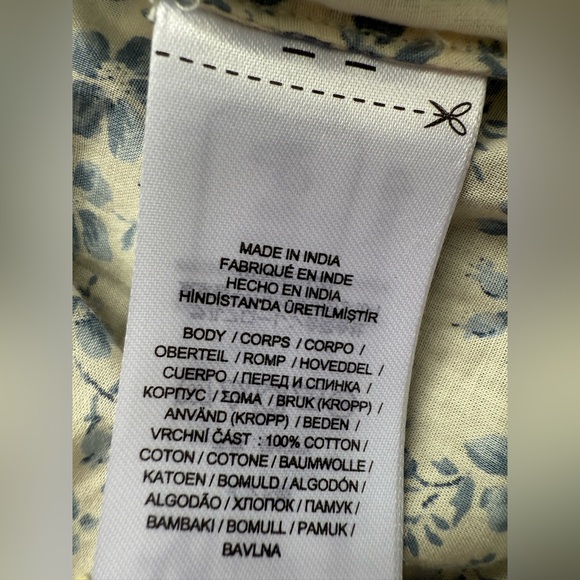 MADE IN INDIA
FABRIQUÉ EN INDE
HECHO EN INDIA
HİNDİSTAN'DA ÜRETİLMİŞTİR
BODY / CORPS / CORPO /
OBERTEIL / ROMP / HOVEDDEL /
CUERPO / ПЕРЕД И СПИНКА /
КОРПУС / ΣΩΜΑ / BRUK (KROPP) /
ANVÄND (KROPP) / BEDEN /
VRCHNÍ ČÁST : 100% COTTON /
COTON / COTONE / BAUMWOLLE /
KATOEN / BOMULD / ALGODÓN /
ALGODÃO / ХЛОПОК / ПАМУК /
BAMBAKI / BOMULL / PAMUK /
BAVLNA